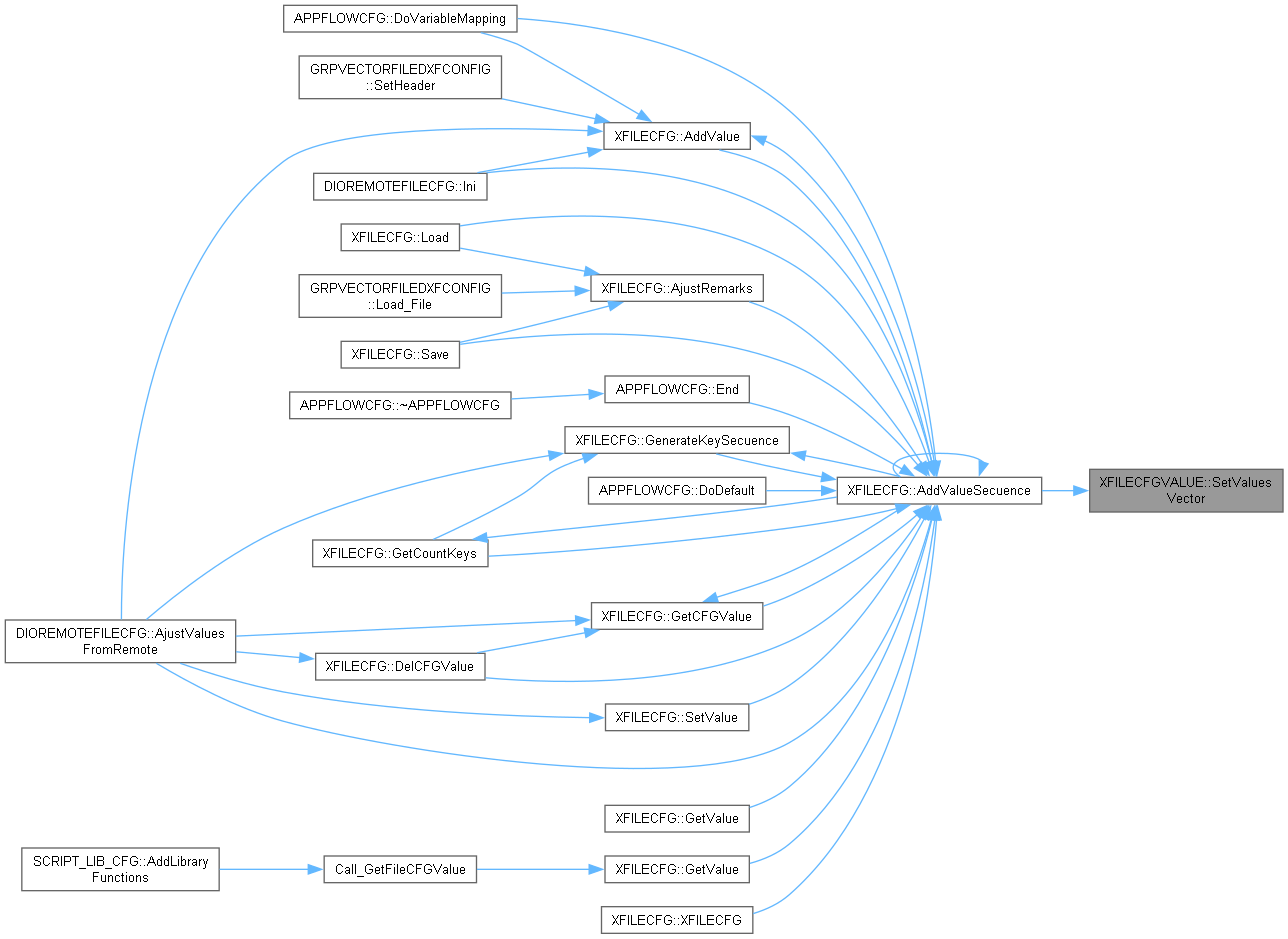 APPFLOWCFG::DoVariableMapping
GRPVECTORFILEDXFCONFIG
::SetHeader
XFILECFG::AddValue
DIOREMOTEFILECFG::Ini
XFILECFG::Load
XFILECFG::AjustRemarks
GRPVECTORFILEDXFCONFIG
::Load_File
XFILECFG::Save
APPFLOWCFG::End
APPFLOWCFG::~APPFLOWCFG
XFILECFG::GenerateKeySecuence
APPFLOWCFG::DoDefault
XFILECFG::AddValueSecuence
XFILECFGVALUE::SetValues
Vector
XFILECFG::GetCountKeys
XFILECFG::GetCFGValue
DIOREMOTEFILECFG::AjustValues
FromRemote
XFILECFG::DelCFGValue
XFILECFG::SetValue
XFILECFG::GetValue
SCRIPT_LIB_CFG::AddLibrary
Functions
Call_GetFileCFGValue
XFILECFG::GetValue
XFILECFG::XFILECFG